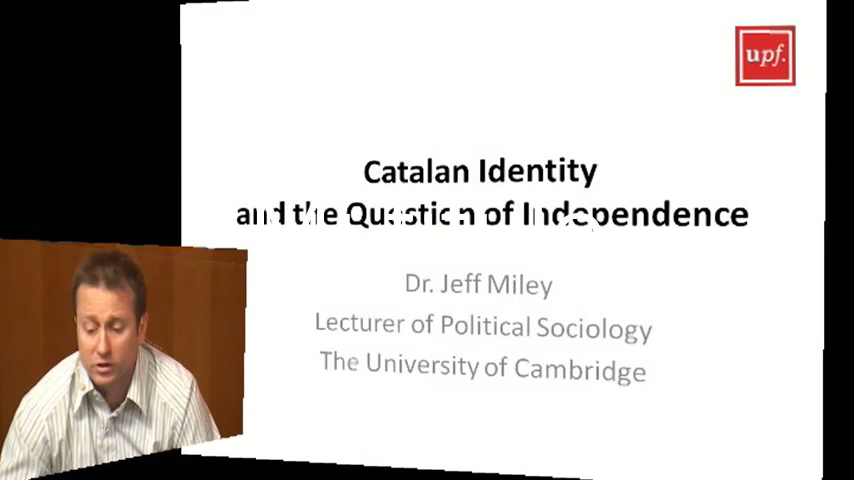 upf.
Catalan Identity
and the Question of Independence
Dr. Jeff Miley
Lecturer of Political Sociology
The University of Cambridge